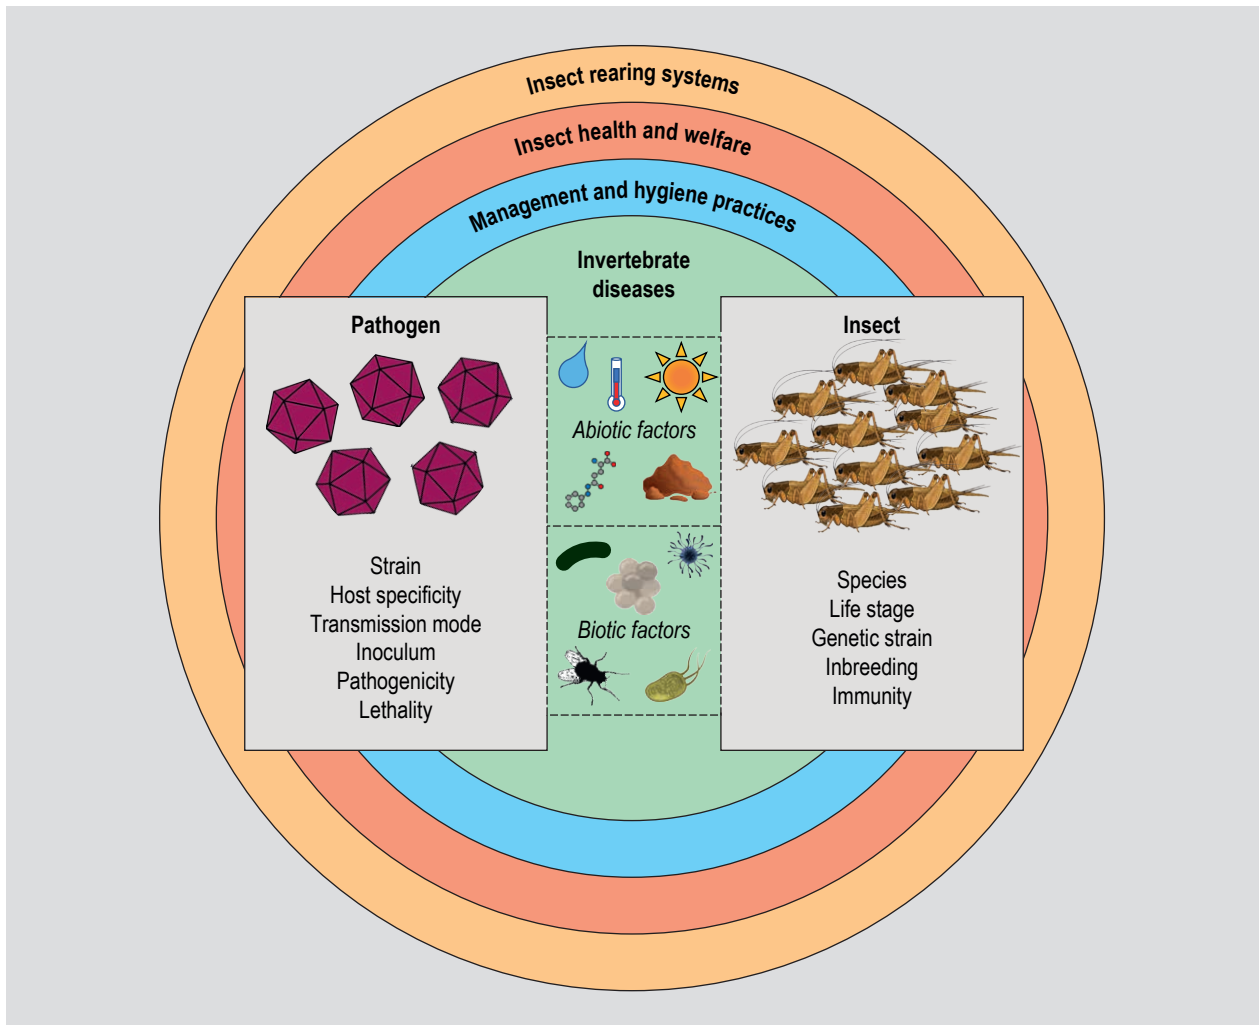 Insect rearing systems
Insect health and welfare
Management and hygiene practices
Invertebrate
diseases
Pathogen
Strain
Host specificity
Transmission mode
Inoculum
Pathogenicity
Lethality
Abiotic factors
Biotic factors
Insect
Species
Life stage
Genetic strain
Inbreeding
Immunity